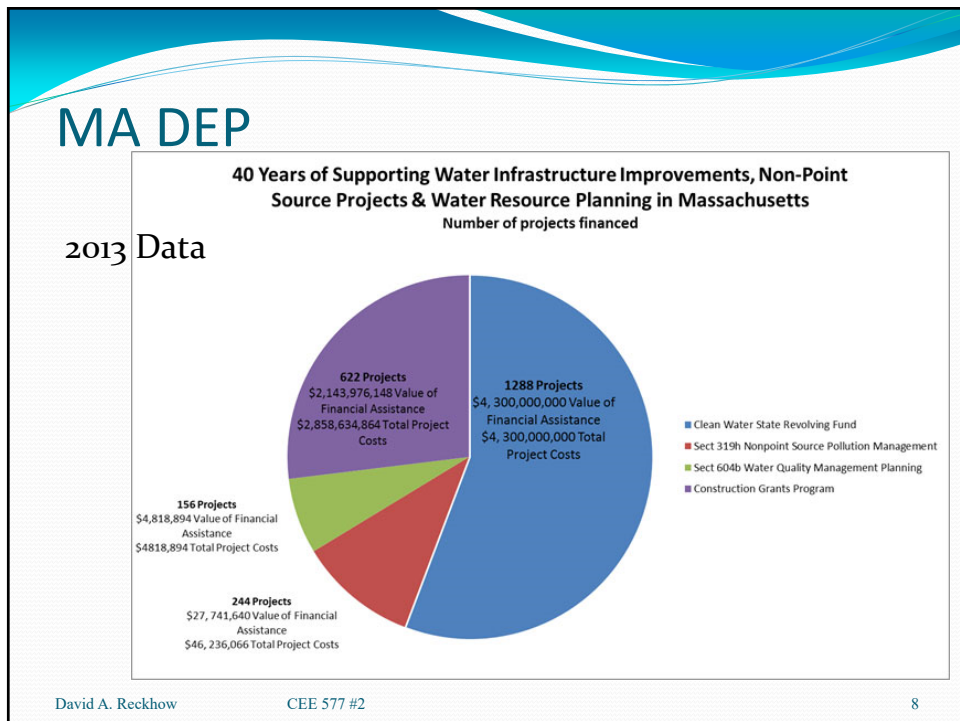 MA DEP
40 Years of Supporting Water Infrastructure Improvements, Non-Point
Source Projects & Water Resource Planning in Massachusetts
Number of projects financed
2013 Data
622 Projects
$2,143,976,148 Value of
Financial Assistance
$2,858,634,864 Total Project
Costs
1288 Projects
$4, 300,000,000 Value of
Financial Assistance
$4, 300,000,000 Total
Project Costs
Clean Water State Revolving Fund
Sect 319h Nonpoint Source Pollution Management
Sect 604b Water Quality Management Planning
Construction Grants Program
156 Projects
$4,818,894 Value of Financial
Assistance
$4818,894 Total Project Costs
244 Projects
$27, 741,640 Value of Financial
Assistance
$46, 236,066 Total Project Costs
David A. Reckhow CEE 577 #2 8